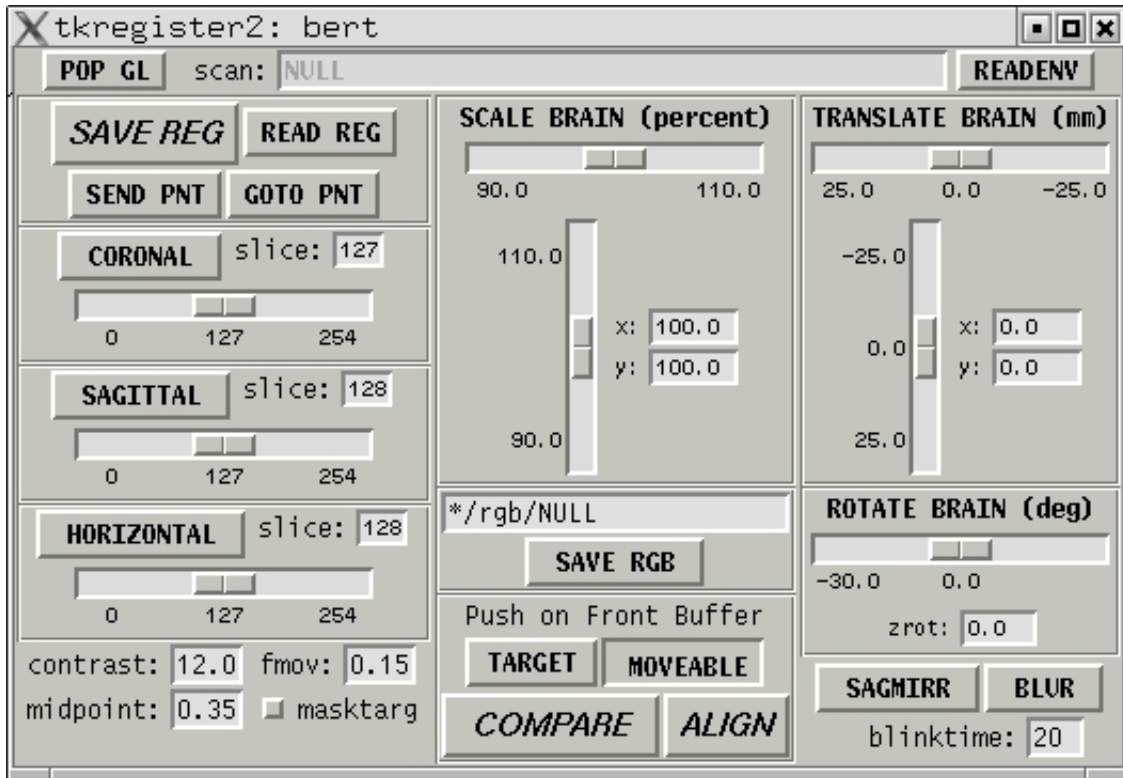 tkregister2: bert
POP GL scan: NULL READENV
SAVE REG READ REG
SEND PNT GOTO PNT
CORONAL slice: 127
0 127 254
SAGITTAL slice: 128
0 127 254
HORIZONTAL slice: 128
0 127 254
contrast: 12.0 fmov: 0.15
midpoint: 0.35 masktarg
SCALE BRAIN (percent)
90.0 110.0
110.0
x: 100.0
y: 100.0
90.0
*/rgb/NULL
SAVE RGB
Push on Front Buffer
TARGET MOVEABLE
COMPARE ALIGN
TRANSLATE BRAIN (mm)
25.0 0.0 -25.0
-25.0
x: 0.0
0.0
y: 0.0
25.0
ROTATE BRAIN (deg)
-30.0 0.0
zrot: 0.0
SAGMIRR BLUR
blinktime: 20